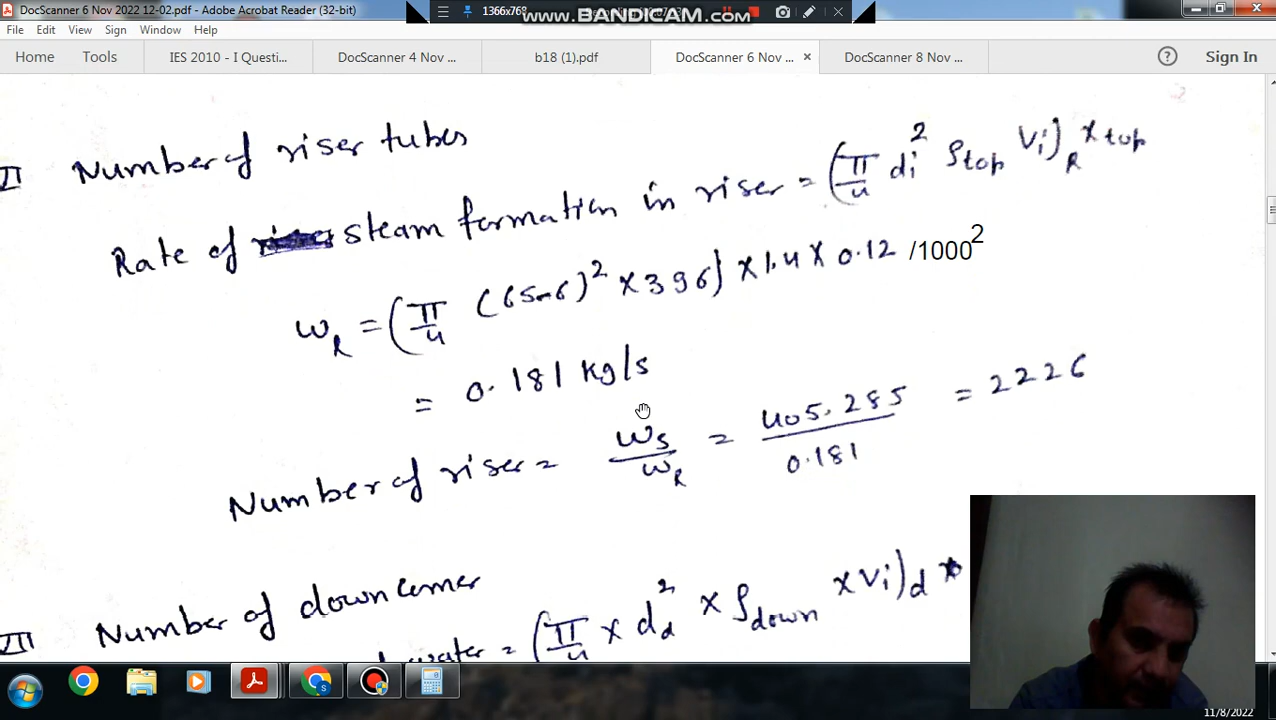 DocScanner 6 Nov 2022 12-02.pdf - Adobe Acrobat Reader (32-bit)
1366x768
www.BANDICAM.com
File Edit View Sign Window Help
Home Tools IES 2010 - I Questi... DocScanner 4 Nov ... b18 (1).pdf DocScanner 6 Nov ... × DocScanner 8 Nov ... Sign In
II Number of riser tubes
Rate of steam formation in riser = (π/4 di² ρtop Vi)R xtop
wR = (π/4 (65-6)² × 396) × 1.4 × 0.12 /1000²
= 0.181 kg/s
Number of riser = ws/wR = 405.285/0.181 = 2226
III Number of downcomer
water = (π/4 × dd² × ρdown × Vi)d
11/8/2022